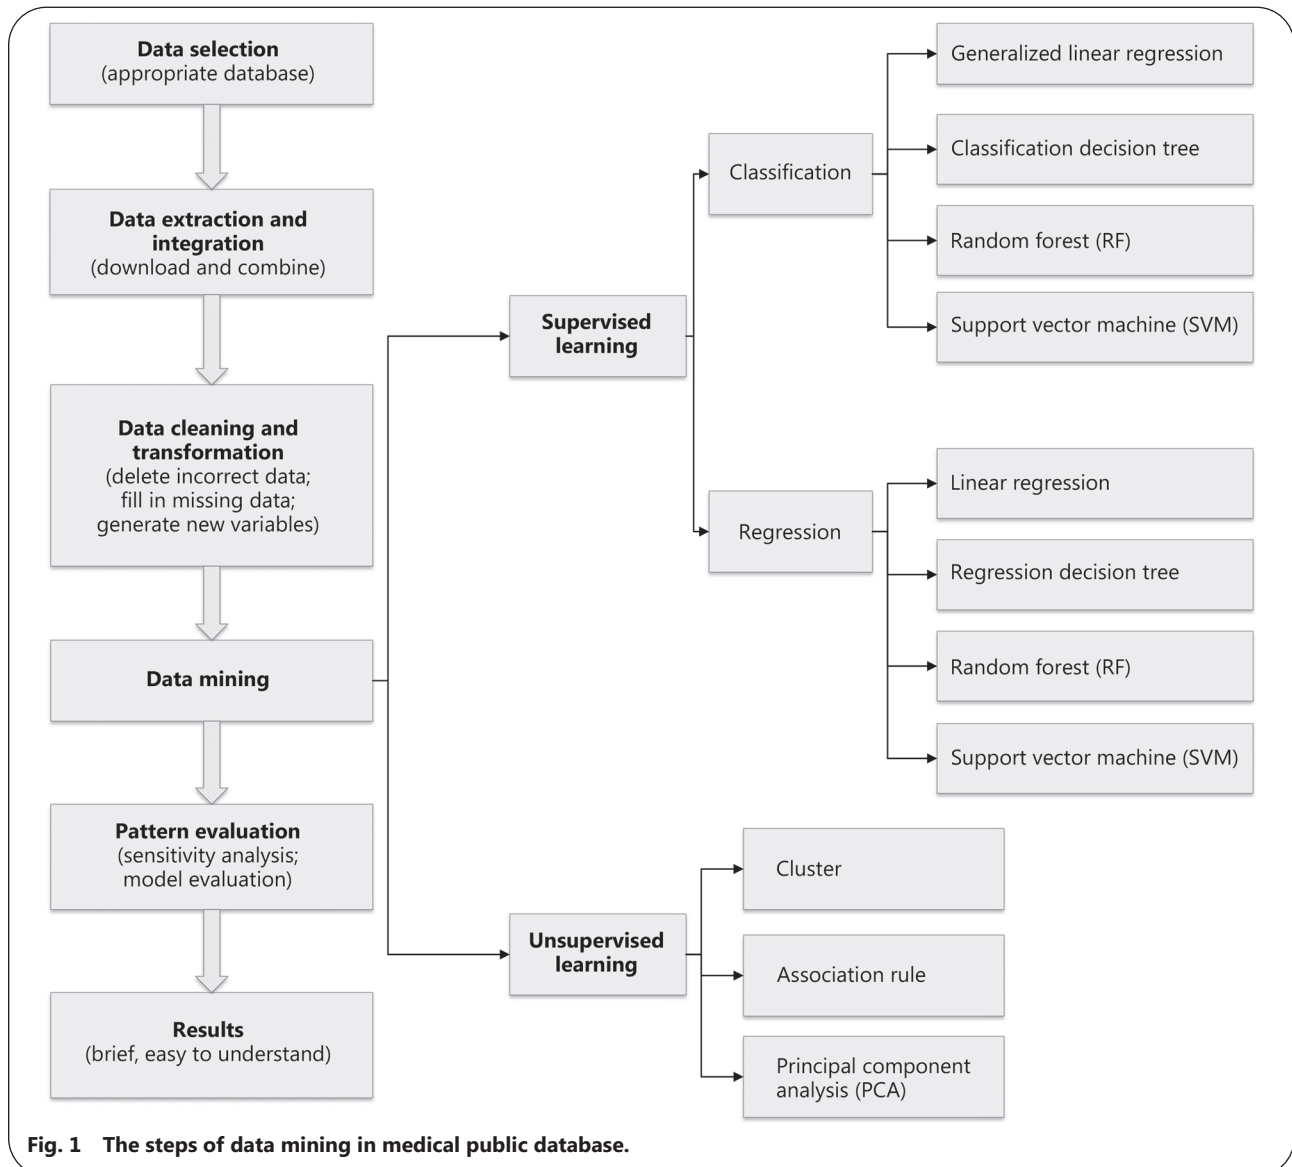 Data selection
(appropriate database)
Data extraction and
integration
(download and combine)
Data cleaning and
transformation
(delete incorrect data;
fill in missing data;
generate new variables)
Data mining
Pattern evaluation
(sensitivity analysis;
model evaluation)
Results
(brief, easy to understand)
Supervised
learning
Unsupervised
learning
Classification
Regression
Generalized linear regression
Classification decision tree
Random forest (RF)
Support vector machine (SVM)
Linear regression
Regression decision tree
Random forest (RF)
Support vector machine (SVM)
Cluster
Association rule
Principal component
analysis (PCA)
Fig. 1 The steps of data mining in medical public database.